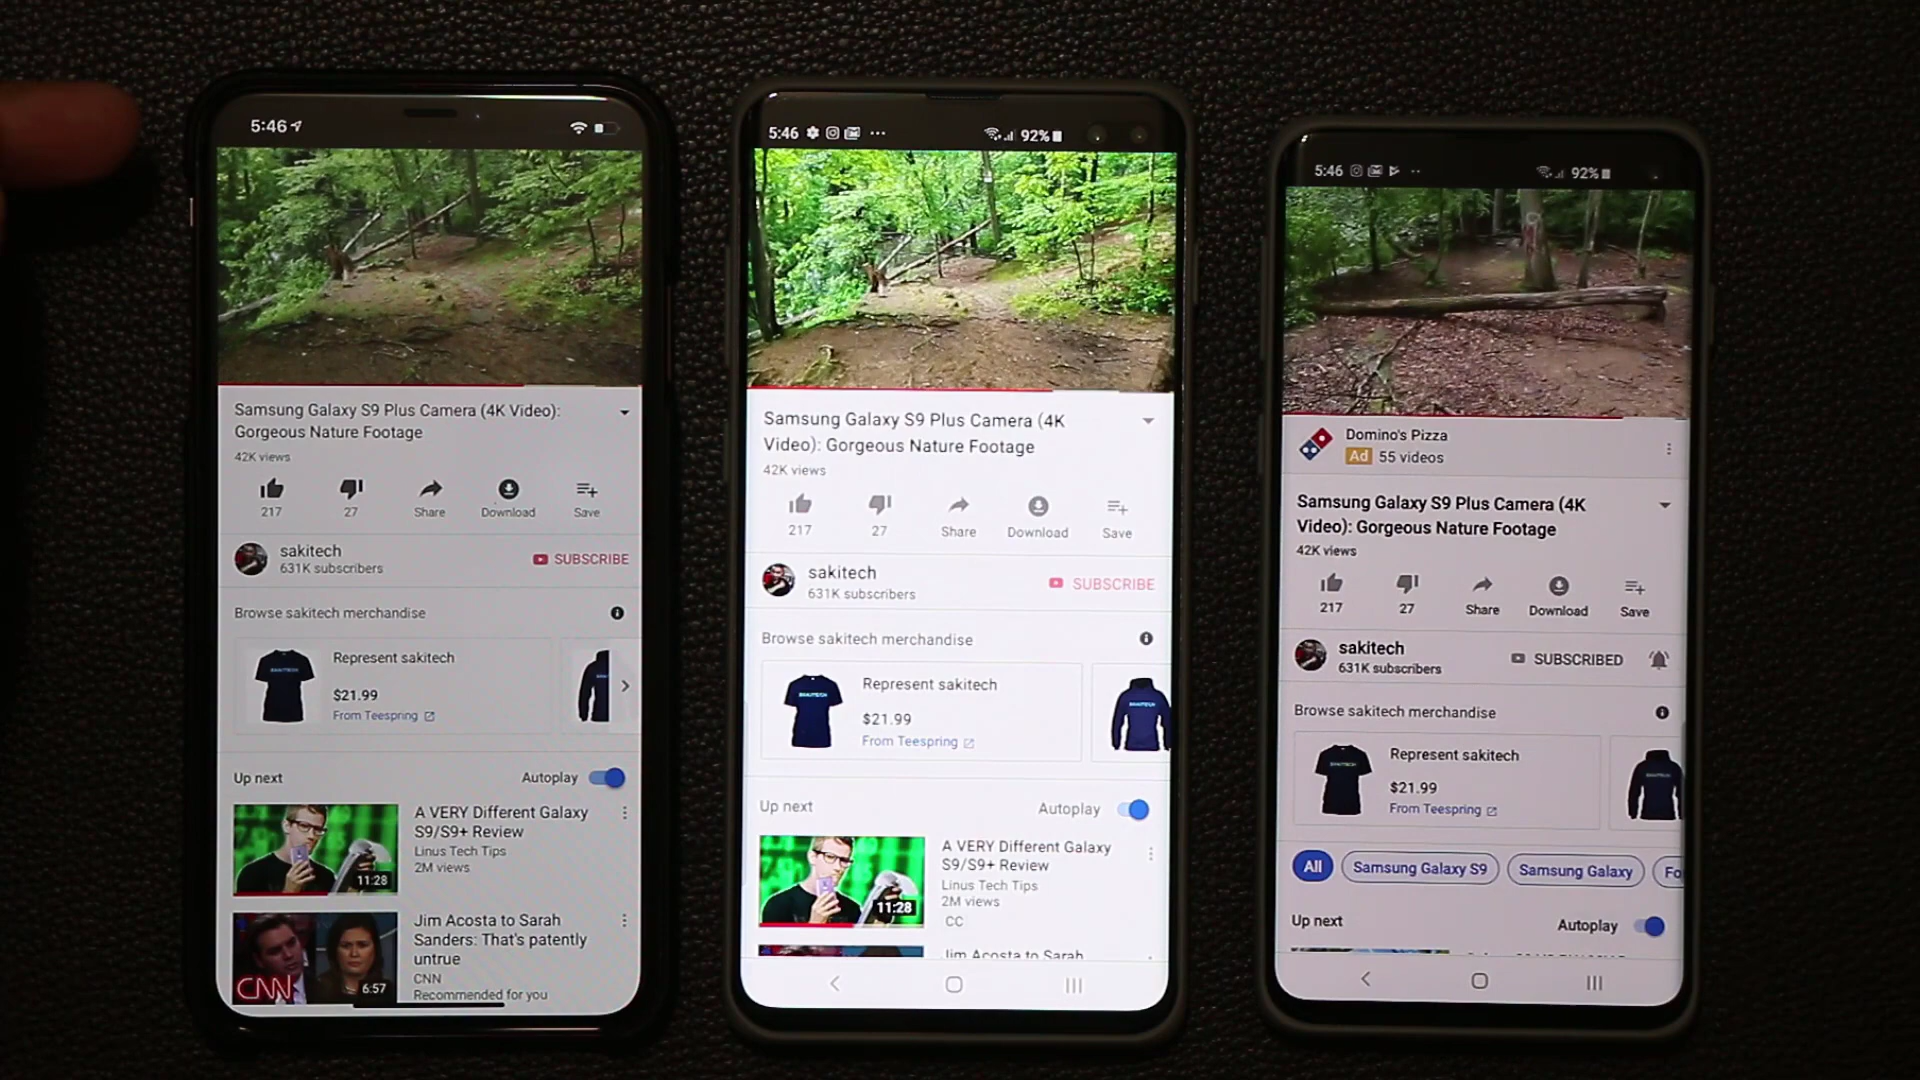 5:46
Samsung Galaxy S9 Plus Camera (4K Video):
Gorgeous Nature Footage
42K views
217
27
Share
Download
Save
sakitech
631K subscribers
SUBSCRIBE
Browse sakitech merchandise
Represent sakitech
$21.99
From Teespring
Up next
Autoplay
A VERY Different Galaxy
S9/S9+ Review
Linus Tech Tips
2M views
11:28
Jim Acosta to Sarah
Sanders: That's patently
untrue
CNN
Recommended for you
CNN
6:57
5:46
92%
Samsung Galaxy S9 Plus Camera (4K
Video): Gorgeous Nature Footage
42K views
217
27
Share
Download
Save
sakitech
631K subscribers
SUBSCRIBE
Browse sakitech merchandise
Represent sakitech
$21.99
From Teespring
Up next
Autoplay
A VERY Different Galaxy
S9/S9+ Review
Linus Tech Tips
2M views
CC
11:28
Jim Acosta to Sarah
5:46
92%
Domino's Pizza
Ad 55 videos
Samsung Galaxy S9 Plus Camera (4K
Video): Gorgeous Nature Footage
42K views
217
27
Share
Download
Save
sakitech
631K subscribers
SUBSCRIBED
Browse sakitech merchandise
Represent sakitech
$21.99
From Teespring
All
Samsung Galaxy S9
Samsung Galaxy
Fo
Up next
Autoplay